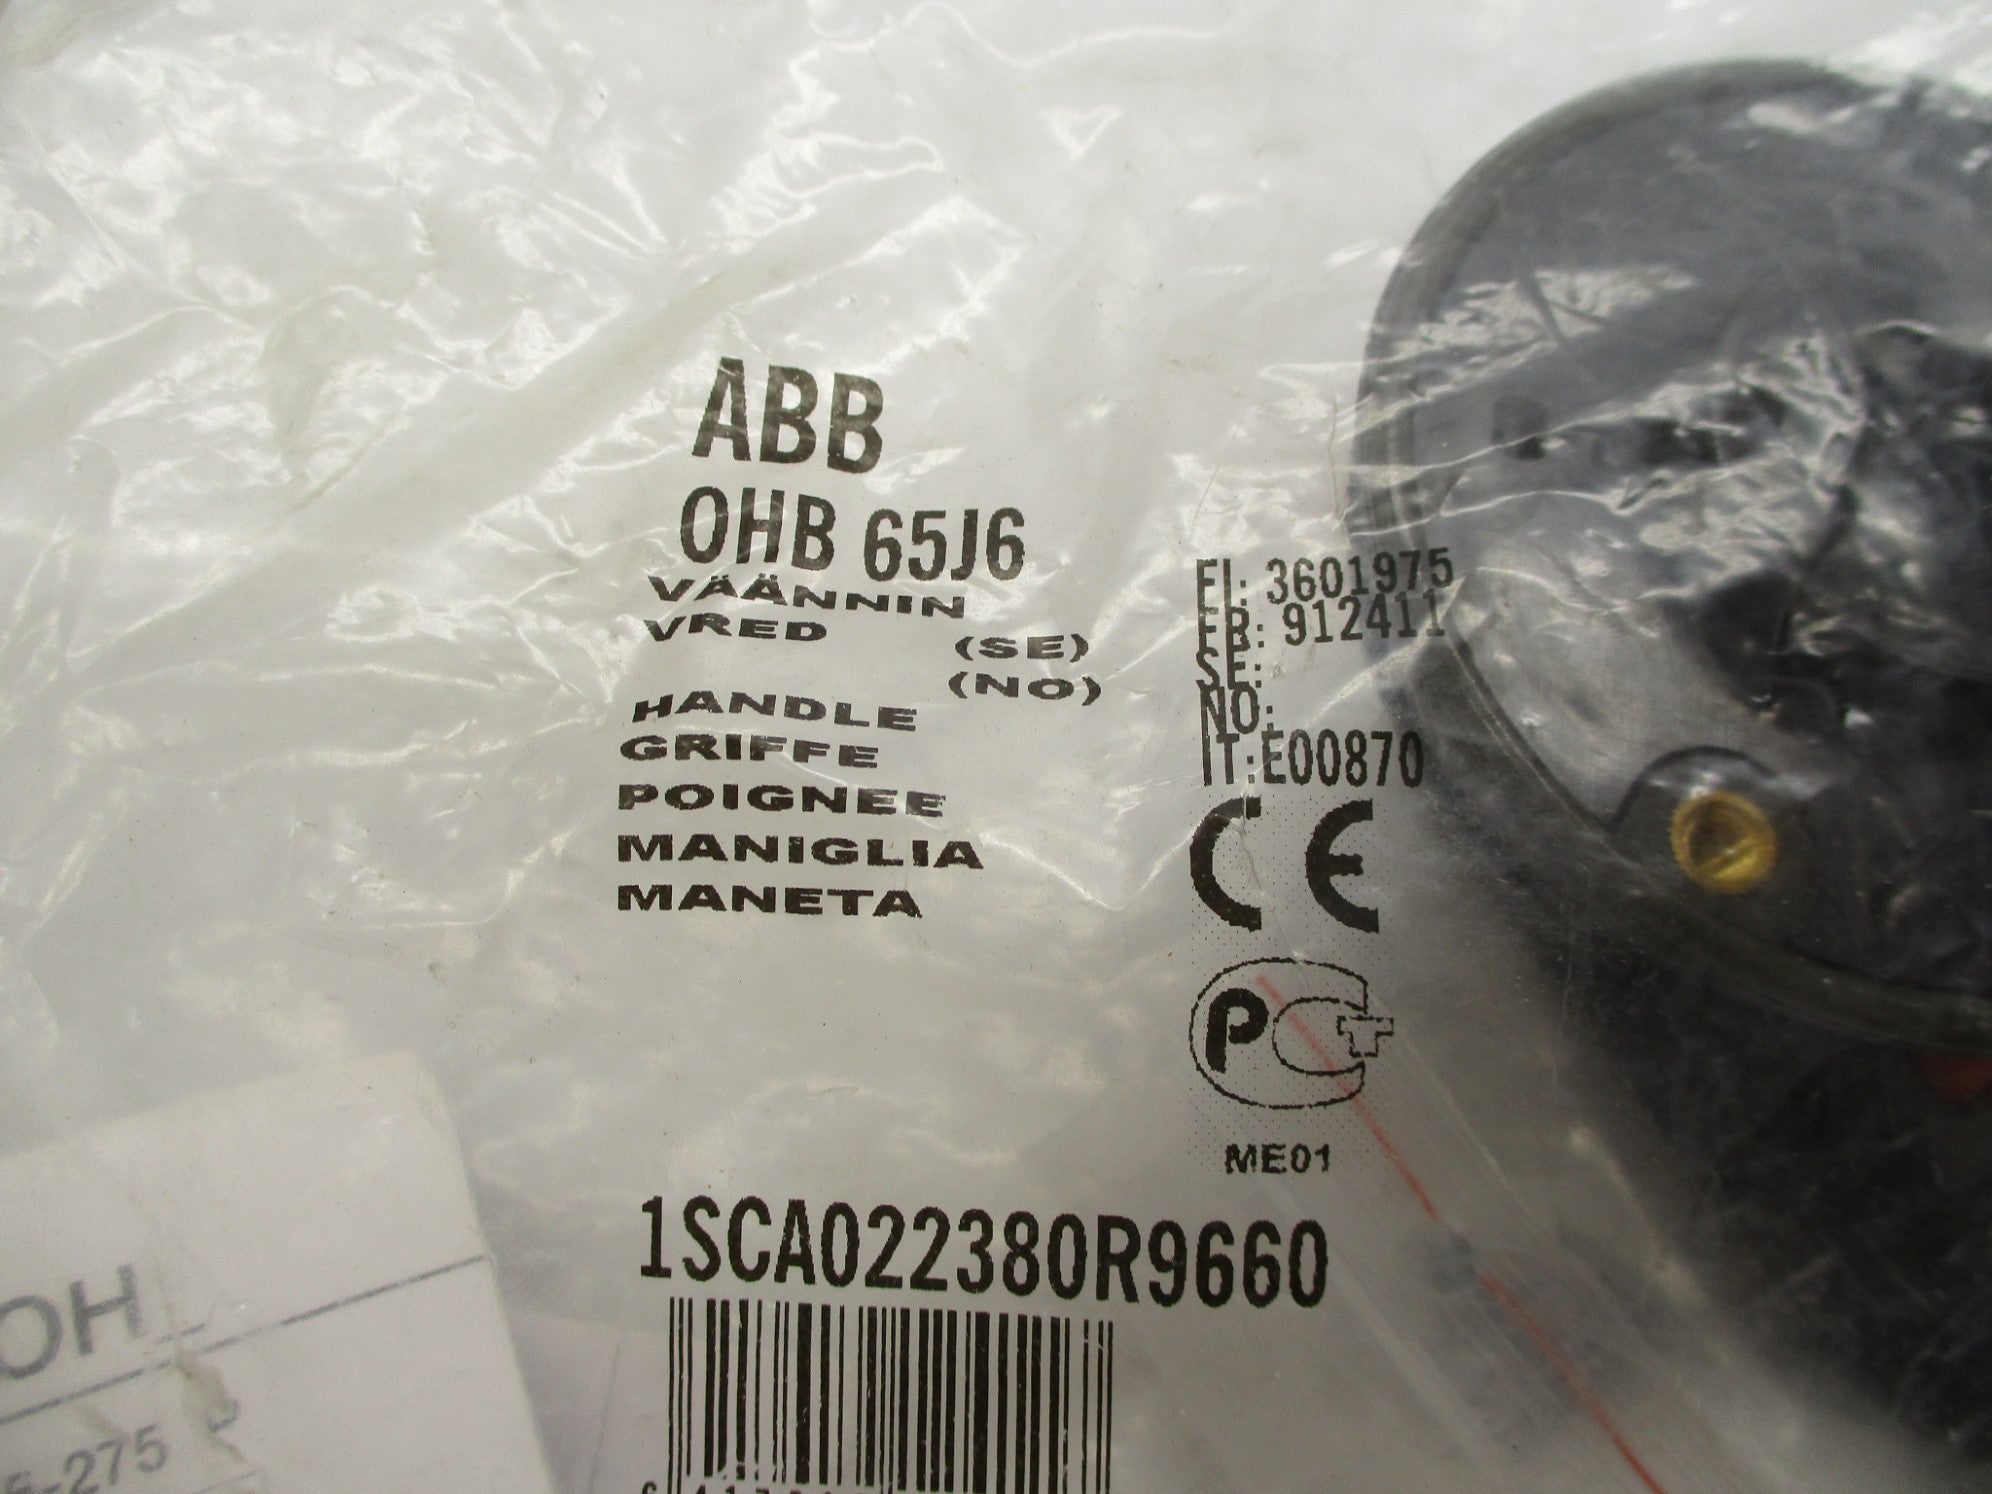 ABB
OHB 65J6
VÄÄNNIN
VRED (SE)
(NO)
HANDLE
GRIFFE
POIGNEE
MANIGLIA
MANETA
FI: 3601975
FR: 912411
SE:
NO:
IT:E00870
CE
PC+
ME01
1SCA022380R9660
OH
-275